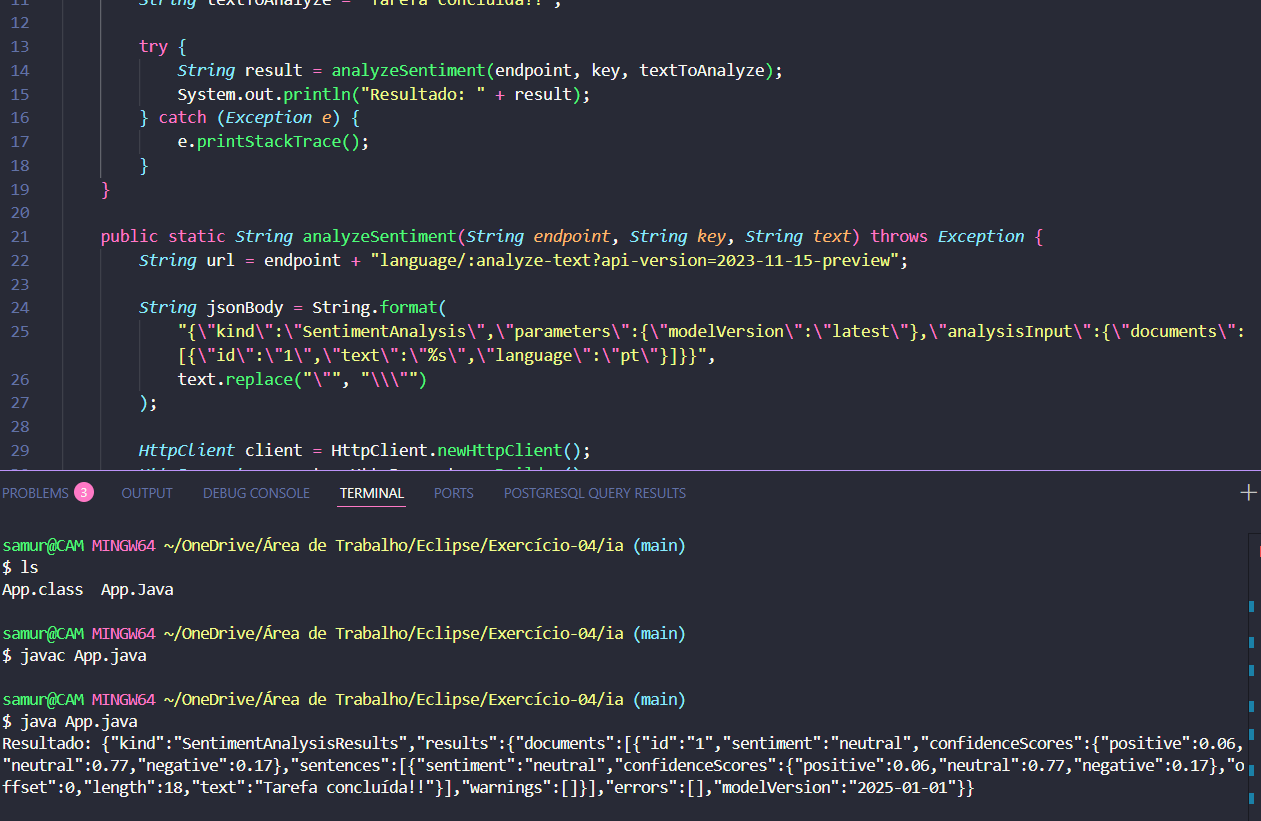 11 String textToAnalyze = "Tarefa concluída!!";
12
13 try {
14 String result = analyzeSentiment(endpoint, key, textToAnalyze);
15 System.out.println("Resultado: " + result);
16 } catch (Exception e) {
17 e.printStackTrace();
18 }
19 }
20
21 public static String analyzeSentiment(String endpoint, String key, String text) throws Exception {
22 String url = endpoint + "language/:analyze-text?api-version=2023-11-15-preview";
23
24 String jsonBody = String.format(
25 "{\"kind\":\"SentimentAnalysis\",\"parameters\":{\"modelVersion\":\"latest\"},\"analysisInput\":{\"documents\":
[{\"id\":\"1\",\"text\":\"%s\",\"language\":\"pt\"}]}}",
26 text.replace("\"", "\\\"")
27 );
28
29 HttpClient client = HttpClient.newHttpClient();
PROBLEMS 3 OUTPUT DEBUG CONSOLE TERMINAL PORTS POSTGRESQL QUERY RESULTS
samur@CAM MINGW64 ~/OneDrive/Área de Trabalho/Eclipse/Exercício-04/ia (main)
$ ls
App.class App.Java
samur@CAM MINGW64 ~/OneDrive/Área de Trabalho/Eclipse/Exercício-04/ia (main)
$ javac App.java
samur@CAM MINGW64 ~/OneDrive/Área de Trabalho/Eclipse/Exercício-04/ia (main)
$ java App.java
Resultado: {"kind":"SentimentAnalysisResults","results":{"documents":[{"id":"1","sentiment":"neutral","confidenceScores":{"positive":0.06,
"neutral":0.77,"negative":0.17},"sentences":[{"sentiment":"neutral","confidenceScores":{"positive":0.06,"neutral":0.77,"negative":0.17},"o
ffset":0,"length":18,"text":"Tarefa concluída!!"}],"warnings":[]}],"errors":[],"modelVersion":"2025-01-01"}}